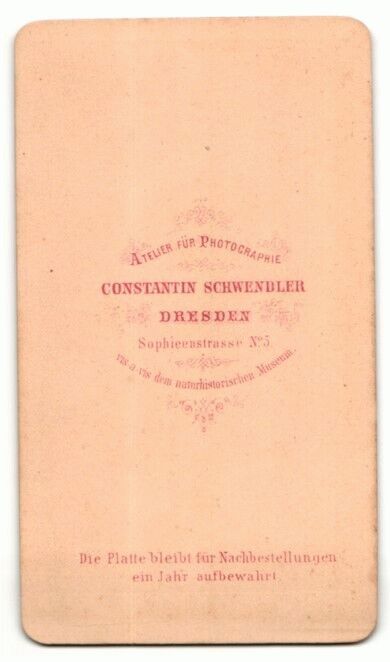 ATELIER FÜR PHOTOGRAPHIE
CONSTANTIN SCHWENDLER
DRESDEN
Sophieenstrasse No 5
vis a vis dem naturhistorischen Museum.
Die Platte bleibt für Nachbestellungen
ein Jahr aufbewahrt